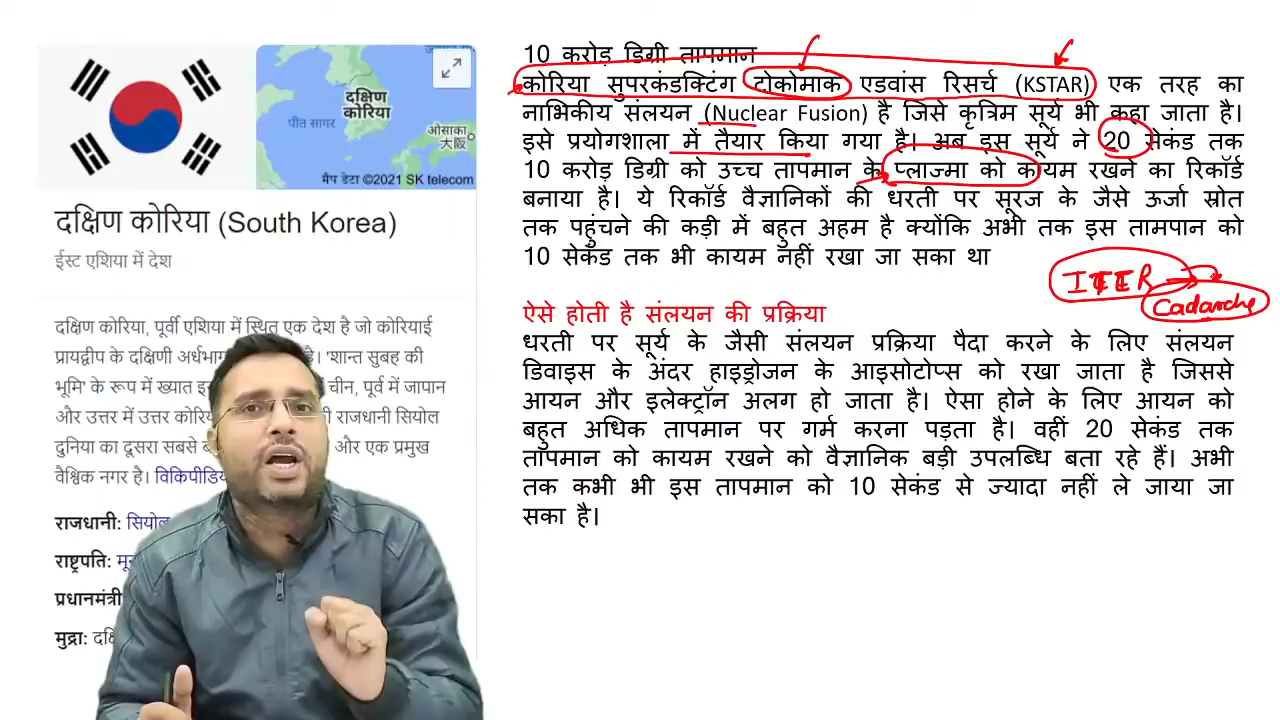 दक्षिण
कोरिया
पीत सागर
ओसाका
大阪
मैप डेटा ©2021 SK telecom
दक्षिण कोरिया (South Korea)
ईस्ट एशिया में देश
दक्षिण कोरिया, पूर्वी एशिया में स्थित एक देश है जो कोरियाई
प्रायद्वीप के दक्षिणी अर्धभाग है। 'शान्त सुबह की
भूमि' के रूप में ख्यात चीन, पूर्व में जापान
और उत्तर में उत्तर राजधानी सियोल
दुनिया का दूसरा सबसे और एक प्रमुख
वैश्विक नगर है।
राजधानी: सियोल
राष्ट्रपति:
प्रधानमंत्री
मुद्रा:
10 करोड़ डिग्री तापमान
कोरिया सुपरकंडक्टिंग टोकोमाक एडवांस रिसर्च (KSTAR) एक तरह का
नाभिकीय संलयन (Nuclear Fusion) है जिसे कृत्रिम सूर्य भी कहा जाता है।
इसे प्रयोगशाला में तैयार किया गया है। अब इस सूर्य ने 20 सेकंड तक
10 करोड़ डिग्री को उच्च तापमान के प्लाज्मा को कायम रखने का रिकॉर्ड
बनाया है। ये रिकॉर्ड वैज्ञानिकों की धरती पर सूरज के जैसे ऊर्जा स्रोत
तक पहुंचने की कड़ी में बहुत अहम है क्योंकि अभी तक इस तामपान को
10 सेकेंड तक भी कायम नहीं रखा जा सका था
ITER
Cadarache
ऐसे होती है संलयन की प्रक्रिया
धरती पर सूर्य के जैसी संलयन प्रक्रिया पैदा करने के लिए संलयन
डिवाइस के अंदर हाइड्रोजन के आइसोटोप्स को रखा जाता है जिससे
आयन और इलेक्ट्रॉन अलग हो जाता है। ऐसा होने के लिए आयन को
बहुत अधिक तापमान पर गर्म करना पड़ता है। वहीं 20 सेकंड तक
तापमान को कायम रखने को वैज्ञानिक बड़ी उपलब्धि बता रहे हैं। अभी
तक कभी भी इस तापमान को 10 सेकेंड से ज्यादा नहीं ले जाया जा
सका है।